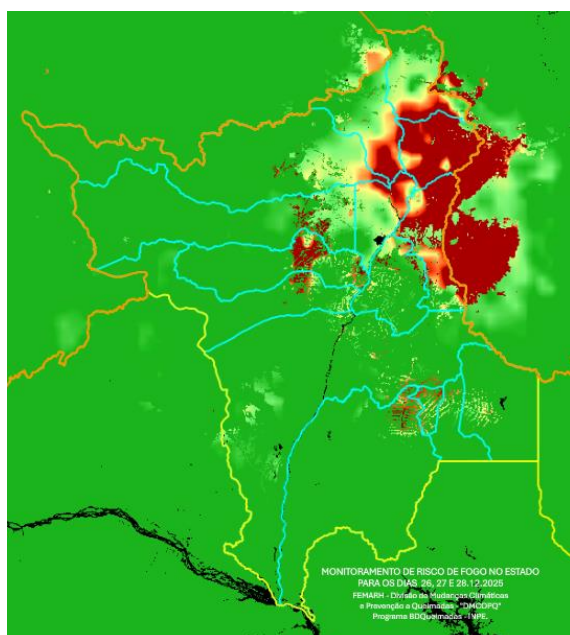 MONITORAMENTO DE RISCO DE FOGO NO ESTADO
PARA OS DIAS, 26, 27 E 28.12.2025
FEMARH - Divisão de Mudanças Climáticas
e Prevenção a Queimadas - "DMCOPQ"
Programa BDQueimadas - INPE.